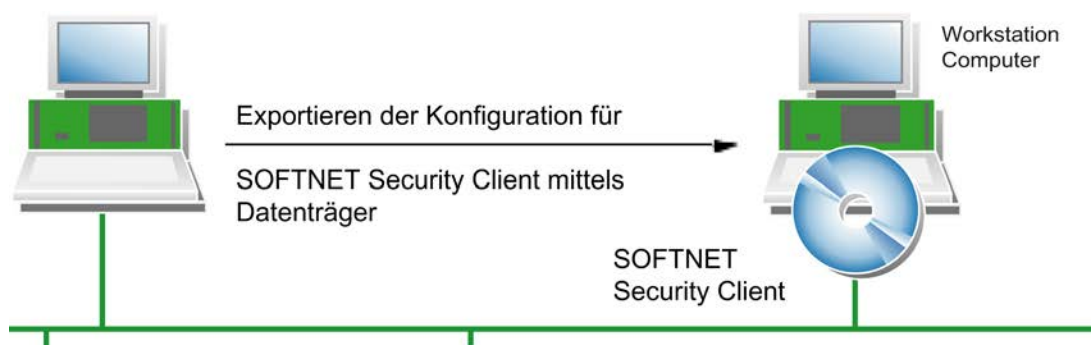 Workstation
Computer
Exportieren der Konfiguration für
SOFTNET Security Client mittels
Datenträger
SOFTNET
Security Client